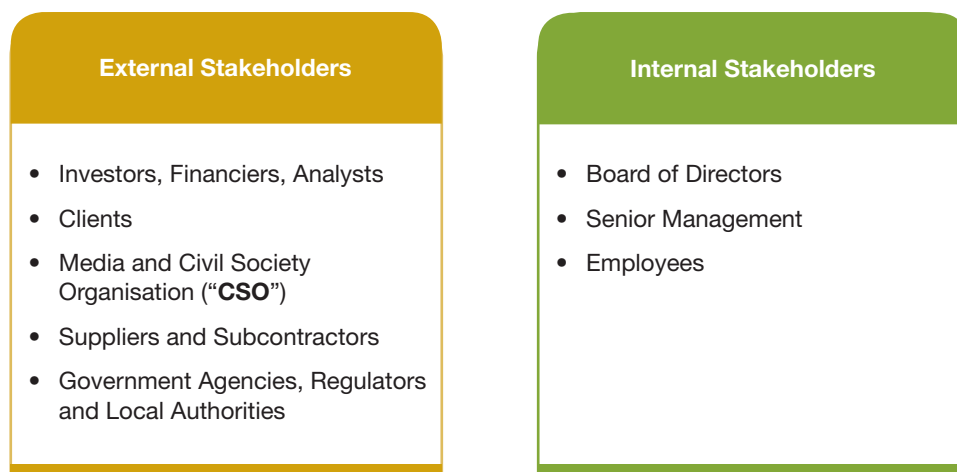 External Stakeholders
• Investors, Financiers, Analysts
• Clients
• Media and Civil Society
Organisation (“CSO”)
• Suppliers and Subcontractors
• Government Agencies, Regulators
and Local Authorities
Internal Stakeholders
• Board of Directors
• Senior Management
• Employees